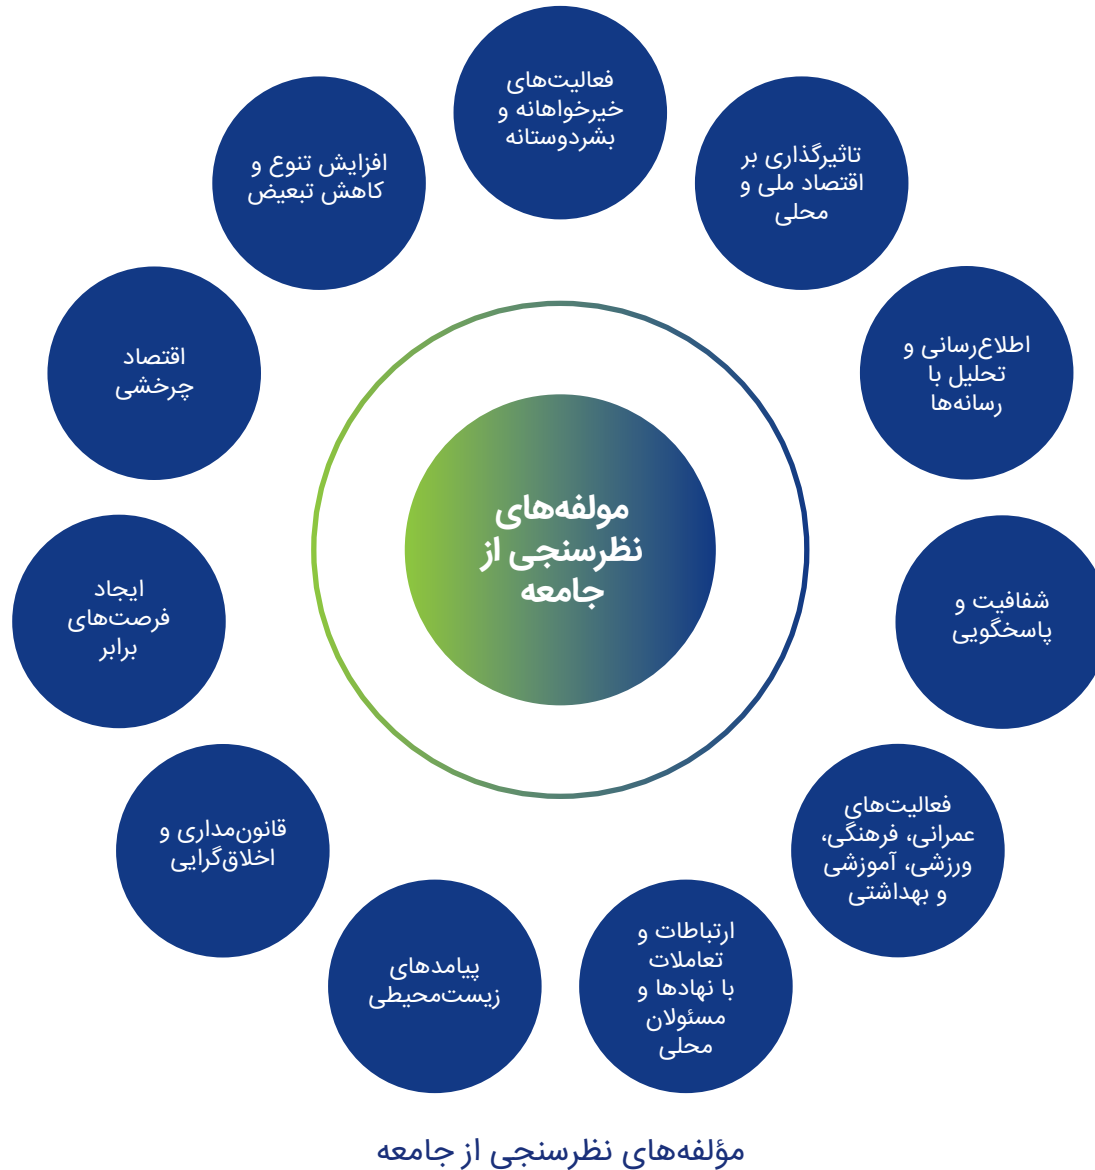 فعالیت‌های
خیرخواهانه و
بشردوستانه
تاثیرگذاری بر
اقتصاد ملی و
محلی
اطلاع‌رسانی و
تحلیل با
رسانه‌ها
شفافیت و
پاسخگویی
فعالیت‌های
عمرانی، فرهنگی،
ورزشی، آموزشی
و بهداشتی
ارتباطات و
تعاملات
با نهادها و
مسئولان
محلی
پیامدهای
زیست‌محیطی
قانون‌مداری و
اخلاق‌گرایی
ایجاد
فرصت‌های
برابر
اقتصاد
چرخشی
افزایش تنوع و
کاهش تبعیض
مولفه‌های
نظرسنجی از
جامعه
مؤلفه‌های نظرسنجی از جامعه